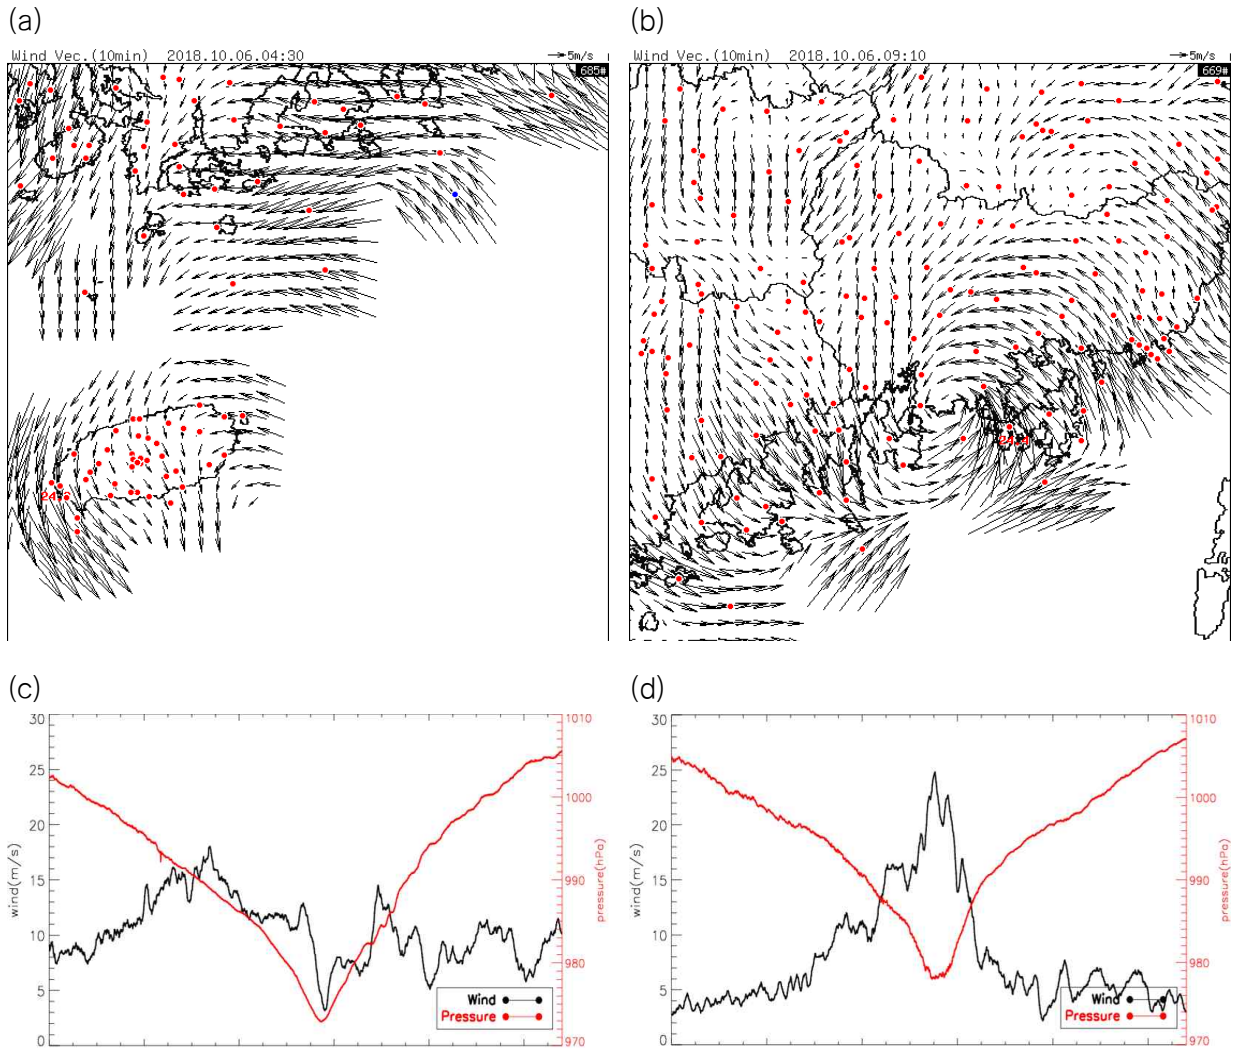 (a)
(b)
Wind Vec.(10min) 2018.10.06.04:30
5m/s
685#
Wind Vec.(10min) 2018.10.06.09:10
5m/s
669#
(c)
(d)
30
25
20
15
10
5
0
wind(m/s)
1010
1000
990
980
970
pressure(hPa)
Wind
Pressure
30
25
20
15
10
5
0
wind(m/s)
1010
1000
990
980
970
pressure(hPa)
Wind
Pressure